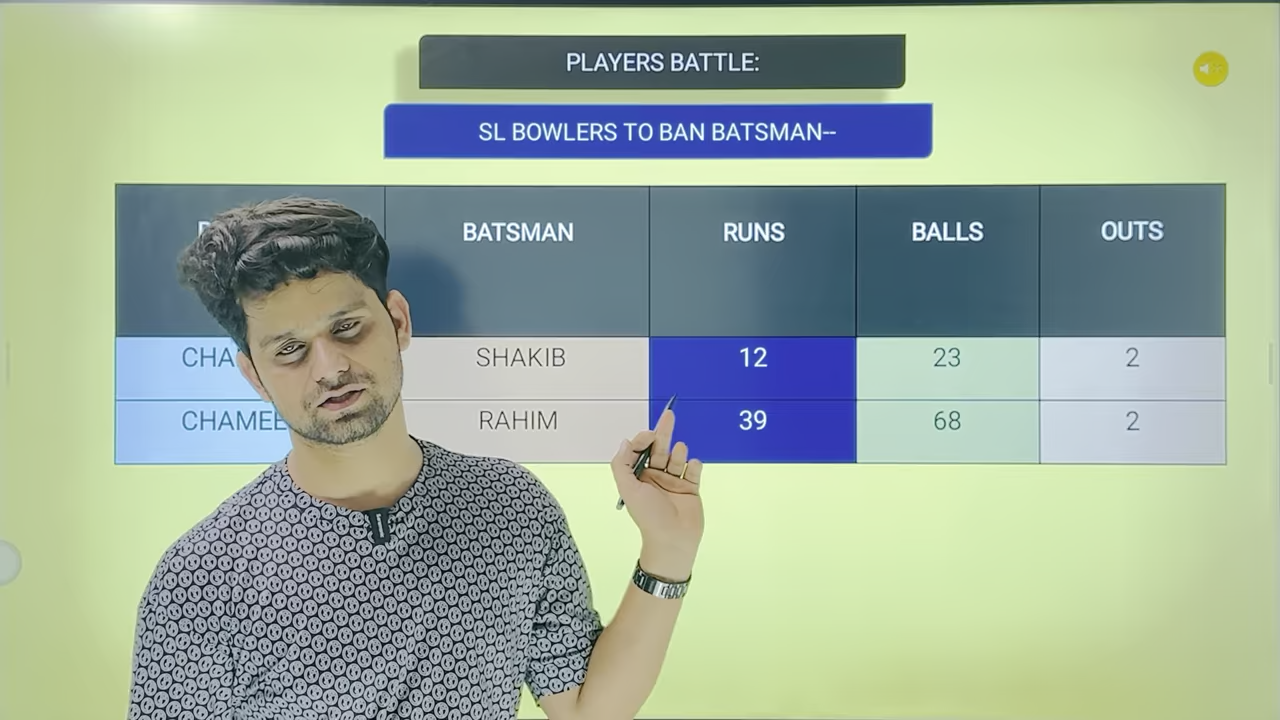 PLAYERS BATTLE:
SL BOWLERS TO BAN BATSMAN--
BATSMAN RUNS BALLS OUTS
SHAKIB 12 23 2
RAHIM 39 68 2